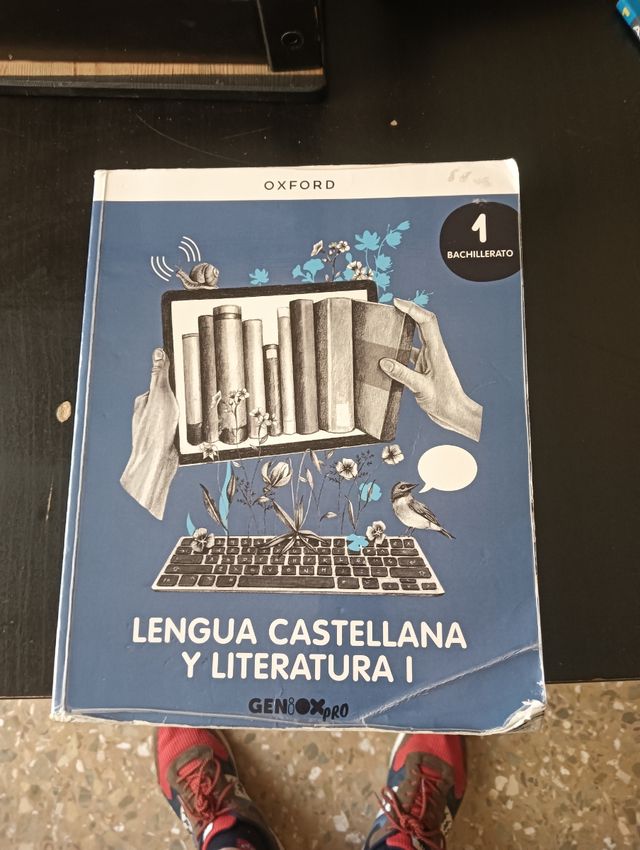 OXFORD
1
BACHILLERATO
LENGUA CASTELLANA
Y LITERATURA I
GENiOX PRO